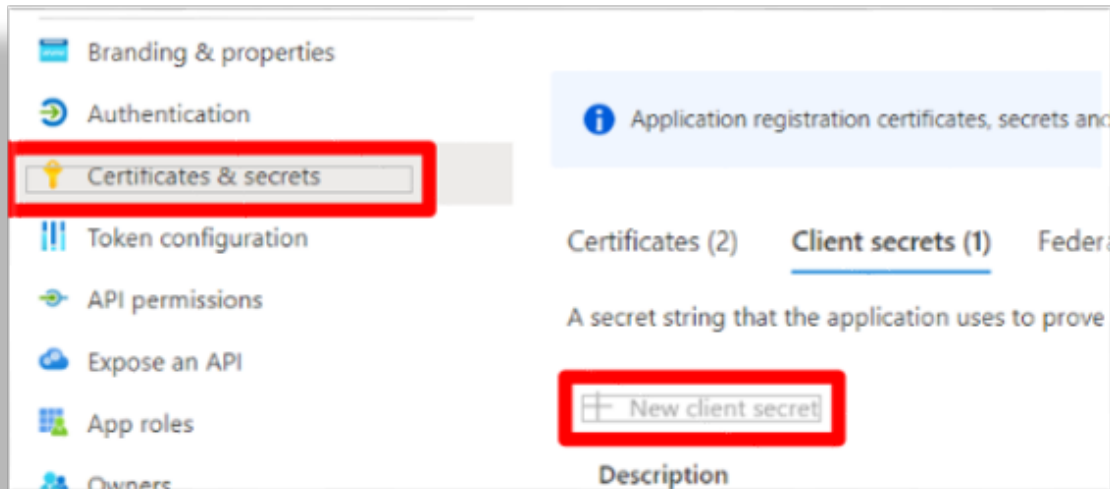 Branding & properties
Authentication
Certificates & secrets
Token configuration
API permissions
Expose an API
App roles
Owners
Application registration certificates, secrets and
Certificates (2) Client secrets (1) Federa
A secret string that the application uses to prove
New client secret
Description